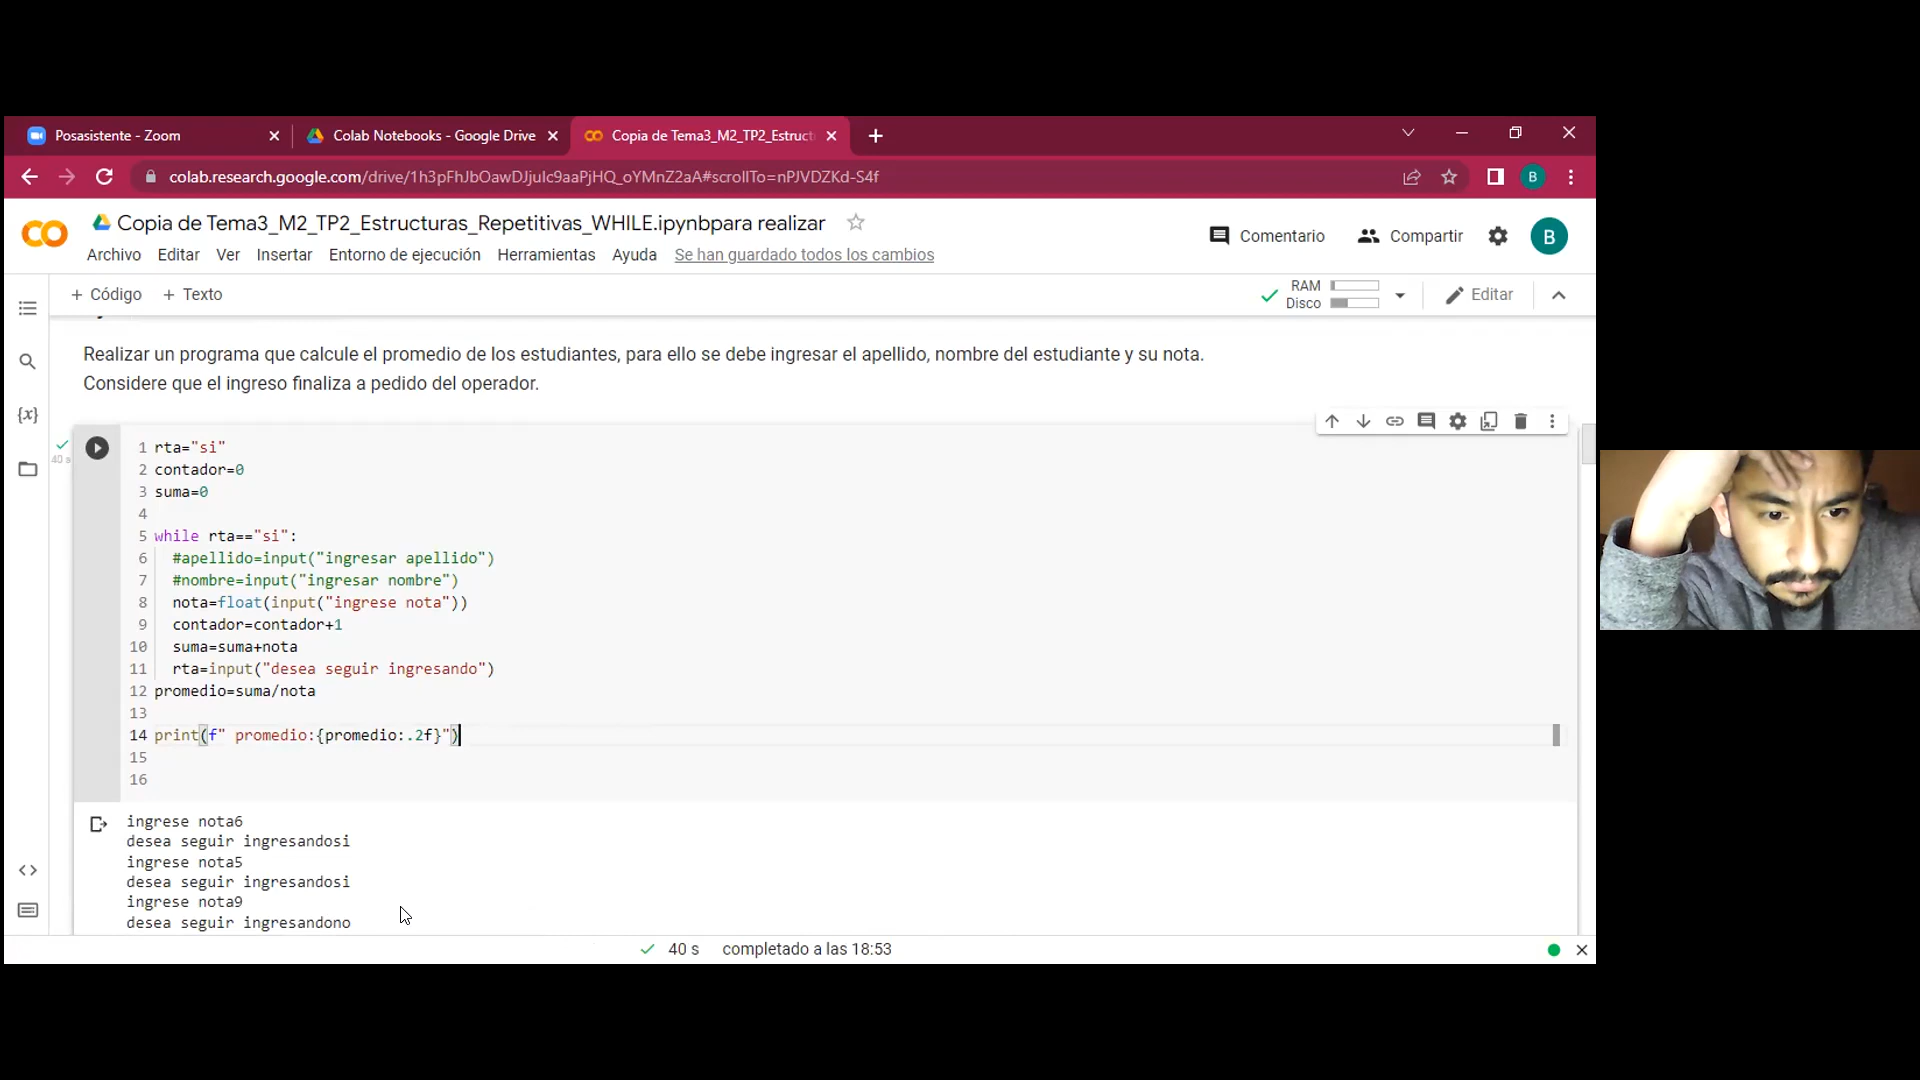 Posasistente - Zoom
Colab Notebooks - Google Drive
Copia de Tema3_M2_TP2_Estruct
colab.research.google.com/drive/1h3pFhJbOawDJjuIc9aaPjHQ_oYMnZ2aA#scrollTo=nPJVDZKd-S4f
B
Copia de Tema3_M2_TP2_Estructuras_Repetitivas_WHILE.ipynbpara realizar
Comentario
Compartir
B
Archivo Editar Ver Insertar Entorno de ejecución Herramientas Ayuda Se han guardado todos los cambios
+ Código + Texto
RAM
Disco
Editar
Realizar un programa que calcule el promedio de los estudiantes, para ello se debe ingresar el apellido, nombre del estudiante y su nota.
Considere que el ingreso finaliza a pedido del operador.
40 s
1 rta="si"
2 contador=0
3 suma=0
4
5 while rta=="si":
6 #apellido=input("ingresar apellido")
7 #nombre=input("ingresar nombre")
8 nota=float(input("ingrese nota"))
9 contador=contador+1
10 suma=suma+nota
11 rta=input("desea seguir ingresando")
12 promedio=suma/nota
13
14 print(f" promedio:{promedio:.2f}")
15
16
ingrese nota6
desea seguir ingresandosi
ingrese nota5
desea seguir ingresandosi
ingrese nota9
desea seguir ingresandono
40 s completado a las 18:53